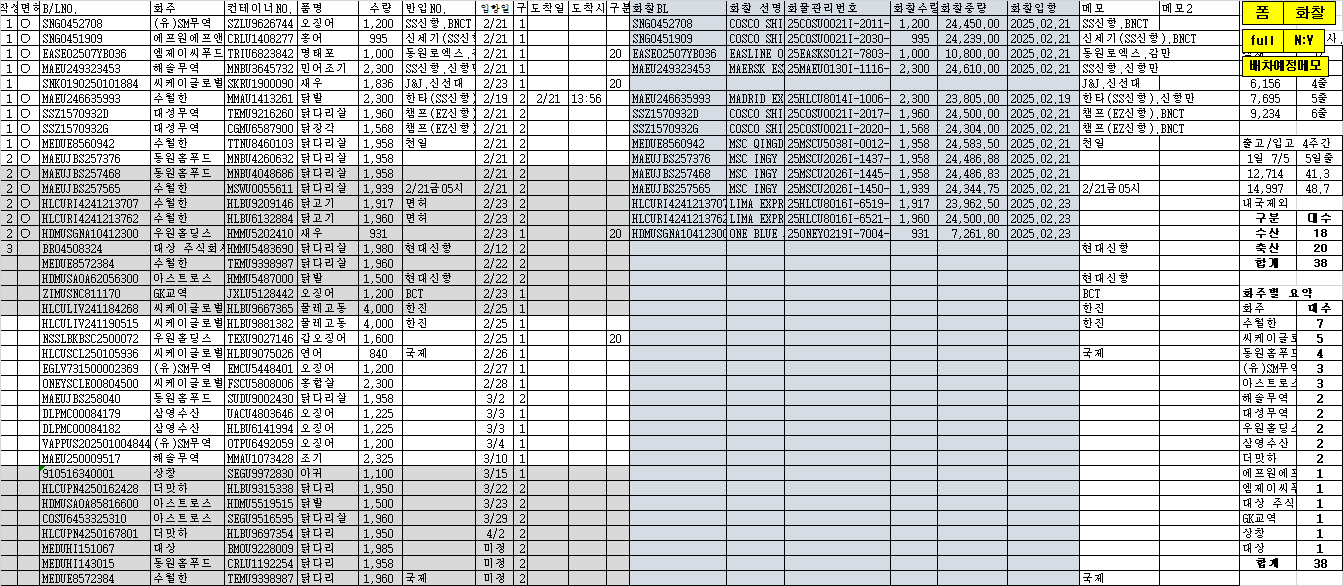 작성 면허 B/LNO. 화주 컨테이너NO. 품명 수량 반입NO. 입항일 구 도착일 도착시 구분 화찰BL 화찰 선명 화물관리번호 화찰수량 화찰중량 화찰입항 메모 메모2 폼 화찰
1 O SNG0452708 (유)SM무역 SZLU9626744 오징어 1,200 SS신항,BNCT 2/21 1 SNG0452708 COSCO SHI 25COSU0021I-2011- 1,200 24,450.00 2025.02.21 SS신항,BNCT
1 O SNG0451909 에프원에프앤 CRLU1408277 홍어 995 신세기(SS신항 2/21 1 SNG0451909 COSCO SHI 25COSU0021I-2030- 995 24,239.00 2025.02.21 신세기(SS신항),BNCT full N:Y
1 O EASE02507YB036 엠제이씨푸드 TRIU6823842 명태포 1,000 동원로엑스, 2/21 1 20 EASE02507YB036 EASLINE O 25EASKS012I-7803- 1,000 10,800.00 2025.02.21 동원로엑스,감만
1 O MAEU249323453 해솔무역 MNBU3645732 민어조기 2,300 SS신항,신항만 2/21 1 MAEU249323453 MAERSK ES 25MAEU0130I-1116- 2,300 24,610.00 2025.02.21 SS신항,신항만 배차예정메모
1 SNKO190250101884 씨케이글로벌 SKRU1900090 새우 1,836 J&J,신선대 2/23 1 20 J&J,신선대 6,156 4줄
1 O MAEU246635993 수월한 MMAU1413261 닭발 2,300 한타(SS신항) 2/19 2 2/21 13:56 MAEU246635993 MADRID EX 25HLCU8014I-1006- 2,300 23,805.00 2025.02.19 한타(SS신항),신항만 7,695 5줄
1 O SSZ1570932D 대성무역 TEMU9216260 닭다리살 1,960 챔프(EZ신항) 2/21 1 SSZ1570932D COSCO SHI 25COSU0021I-2017- 1,960 24,500.00 2025.02.21 챔프(EZ신항),BNCT 9,234 6줄
1 O SSZ1570932G 대성무역 CGMU6587900 닭장각 1,568 챔프(EZ신항) 2/21 1 SSZ1570932G COSCO SHI 25COSU0021I-2020- 1,568 24,304.00 2025.02.21 챔프(EZ신항),BNCT
1 O MEDUE8560942 수월한 TTNU8460103 닭다리살 1,958 천일 2/21 1 MEDUE8560942 MSC QINGD 25MSCU5038I-0012- 1,958 24,583.50 2025.02.21 천일 출고/입고 4주간
2 O MAEUJBS257376 동원홈푸드 MNBU4260632 닭다리살 1,958 2/21 2 MAEUJBS257376 MSC INGY 25MSCU2026I-1437- 1,958 24,486.88 2025.02.21 1일 7/5 5일줄
2 O MAEUJBS257468 동원홈푸드 MNBU4048686 닭다리살 1,958 2/21 2 MAEUJBS257468 MSC INGY 25MSCU2026I-1445- 1,958 24,486.83 2025.02.21 12,714 41.3
2 O MAEUJBS257565 수월한 MSWU0055611 닭다리살 1,939 2/21금05시 2/21 2 MAEUJBS257565 MSC INGY 25MSCU2026I-1450- 1,939 24,344.75 2025.02.21 2/21금05시 14,997 48.7
2 O HLCURI4241213707 수월한 HLBU9209146 닭고기 1,917 면허 2/23 2 HLCURI4241213707 LIMA EXPR 25HLCU8016I-6519- 1,917 23,962.50 2025.02.23 내국제외
2 O HLCURI4241213762 수월한 HLBU6132884 닭고기 1,960 면허 2/23 2 HLCURI4241213762 LIMA EXPR 25HLCU8016I-6521- 1,960 24,500.00 2025.02.23 구분 대수
2 O HDMUSGNA10412300 우원홀딩스 HMMU5202410 새우 931 2/23 1 20 HDMUSGNA10412300 ONE BLUE 25ONEY0219I-7004- 931 7,261.80 2025.02.23 수산 18
3 BR04508324 대상 주식회사 HMMU5483690 닭다리살 1,980 현대신항 2/12 2 현대신항 축산 20
MEDUE8572384 수월한 TEMU9398987 닭다리살 1,960 2/22 2 합계 38
HDMUSAOA62056300 아스트로스 HMMU5487000 닭발 1,500 현대신항 2/22 2 현대신항
ZIMUSNC811170 GK교역 JXLU5128442 오징어 1,200 BCT 2/23 1 BCT 화주별 요약
HLCULIV241184268 씨케이글로벌 HLBU9667365 물레고동 4,000 한진 2/25 1 한진 화주 대수
HLCULIV241190515 씨케이글로벌 HLBU9881382 물레고동 4,000 한진 2/25 1 한진 수월한 7
NSSLBKBSC2500072 우원홀딩스 TEXU9027146 갑오징어 1,600 2/25 1 20 씨케이글로 5
HLCUSCL250105936 씨케이글로벌 HLBU9075026 연어 840 국제 2/26 1 국제 동원홈푸드 4
EGLV731500002369 (유)SM무역 EMCU5448401 오징어 1,200 2/27 1 (유)SM무역 3
ONEYSCLE00804500 씨케이글로벌 FSCU5808006 홍합살 2,300 2/28 1 아스트로스 3
MAEUJBS258040 동원홈푸드 SUDU9002430 닭다리살 1,958 3/2 2 해솔무역 2
DLPMC00084179 삼영수산 UACU4803646 오징어 1,225 3/3 1 대성무역 2
DLPMC00084182 삼영수산 HLBU6141994 오징어 1,225 3/3 1 우원홀딩스 2
VAPPUS202501004844 (유)SM무역 OTPU6492059 오징어 1,200 3/4 1 삼영수산 2
MAEU250009517 해솔무역 MMAU1073428 조기 2,325 3/10 1 더맛하 2
910516340001 상창 SEGU9972830 아귀 1,100 3/15 1 에프원에프 1
HLCUPN4250162428 더맛하 HLBU9315338 닭다리 1,950 3/22 2 엠제이씨푸 1
HDMUSAOA85816600 아스트로스 HDMU5519515 닭발 1,500 3/23 2 대상 주식 1
COSU6453325310 아스트로스 SEGU9516595 닭다리살 1,960 3/29 2 GK교역 1
HLCUPN4250167801 더맛하 HLBU9697354 닭다리 1,950 4/2 2 상창 1
MEDUHI151067 대상 BMOU9228009 닭다리 1,985 미정 2 대상 1
MEDUHI143015 동원홈푸드 CRLU1192254 닭다리 1,958 미정 2 합계 38
MEDUE8572384 수월한 TEMU9398987 닭다리 1,960 국제 미정 2 국제